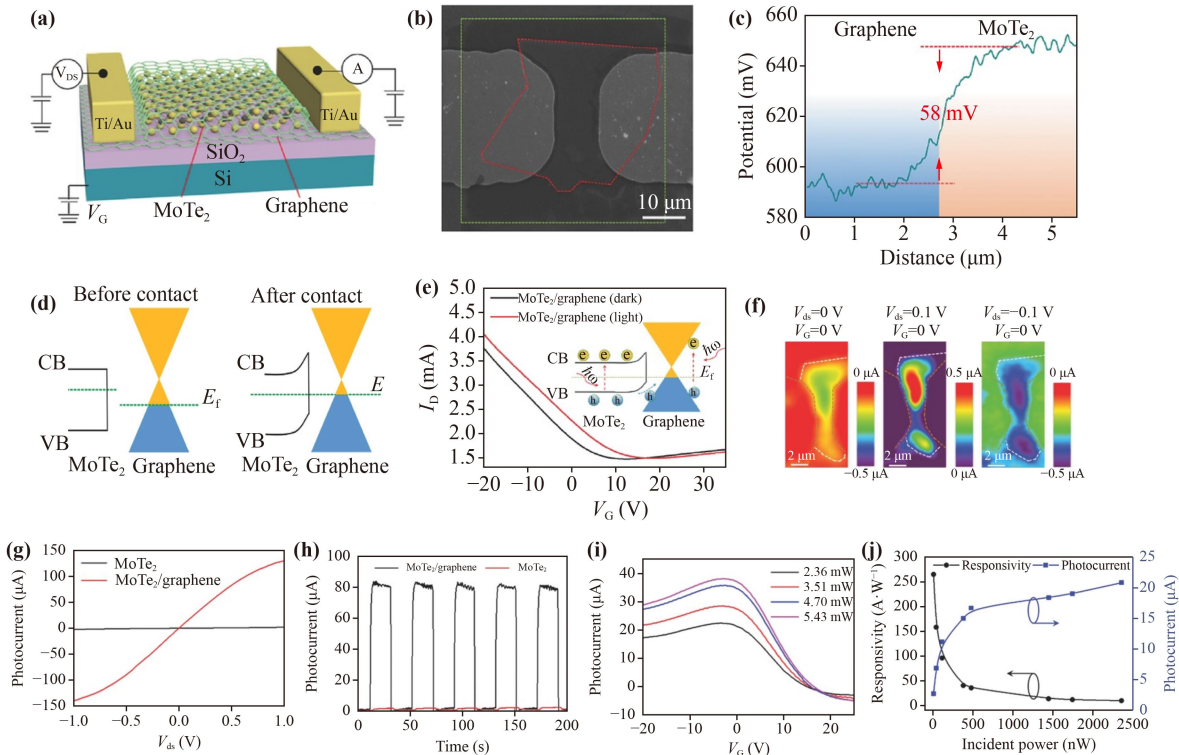 (a)
V_DS
A
Ti/Au
Ti/Au
SiO₂
Si
V_G
MoTe₂
Graphene
(b)
10 μm
(c)
Graphene
MoTe₂
58 mV
Potential (mV)
660
640
620
600
580
0 1 2 3 4 5
Distance (μm)
(d)
Before contact
After contact
CB
E_f
VB
MoTe₂ Graphene
CB
E
VB
MoTe₂ Graphene
(e)
MoTe₂/graphene (dark)
MoTe₂/graphene (light)
I_D (mA)
5.0
4.5
4.0
3.5
3.0
2.5
2.0
1.5
1.0
−20 −10 0 10 20 30
V_G (V)
e e e e
CB
ħω
ħω
E_f
VB
h h h h
MoTe₂
Graphene
(f)
V_ds=0 V
V_G=0 V
V_ds=0.1 V
V_G=0 V
V_ds=−0.1 V
V_G=0 V
0 μA
0.5 μA
0 μA
2 μm
2 μm
2 μm
−0.5 μA
0 μA
−0.5 μA
(g)
MoTe₂
MoTe₂/graphene
Photocurrent (μA)
150
100
50
0
−50
−100
−150
−1.0 −0.5 0.0 0.5 1.0
V_ds (V)
(h)
MoTe₂/graphene
MoTe₂
Photocurrent (μA)
100
80
60
40
20
0
0 50 100 150 200
Time (s)
(i)
2.36 mW
3.51 mW
4.70 mW
5.43 mW
Photocurrent (μA)
40
30
20
10
0
−10
−20 −10 0 10 20
V_G (V)
(j)
Responsivity
Photocurrent
Responsivity (A·W⁻¹)
300
250
200
150
100
50
0
0 500 1000 1500 2000 2500
Incident power (nW)
25
20
15
10
5
0
Photocurrent (μA)